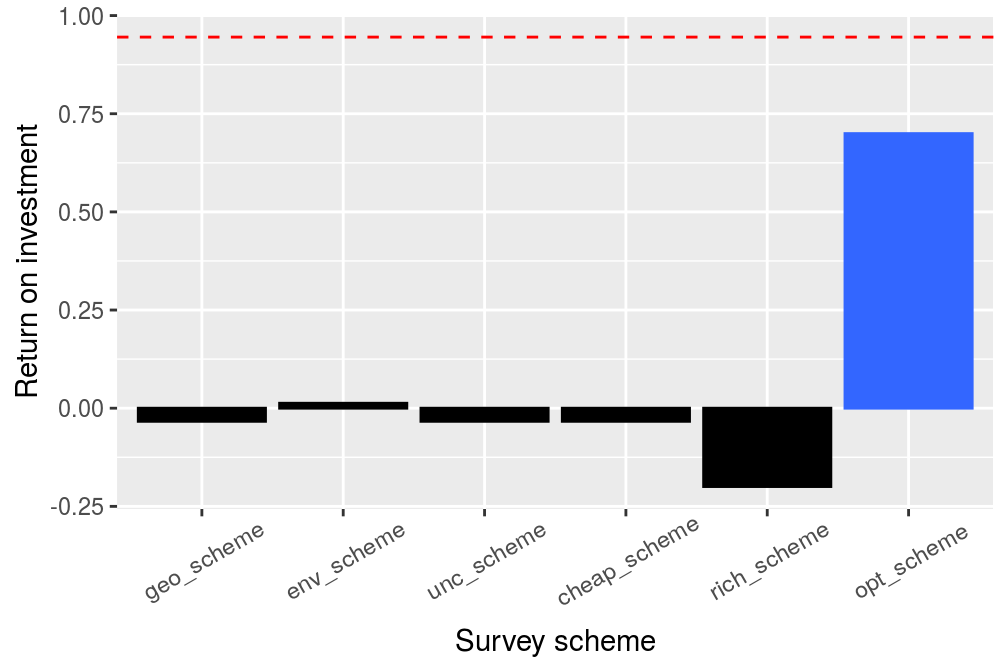 1.00
0.75
0.50
0.25
0.00
-0.25
Return on investment
geo_scheme
env_scheme
unc_scheme
cheap_scheme
rich_scheme
opt_scheme
Survey scheme